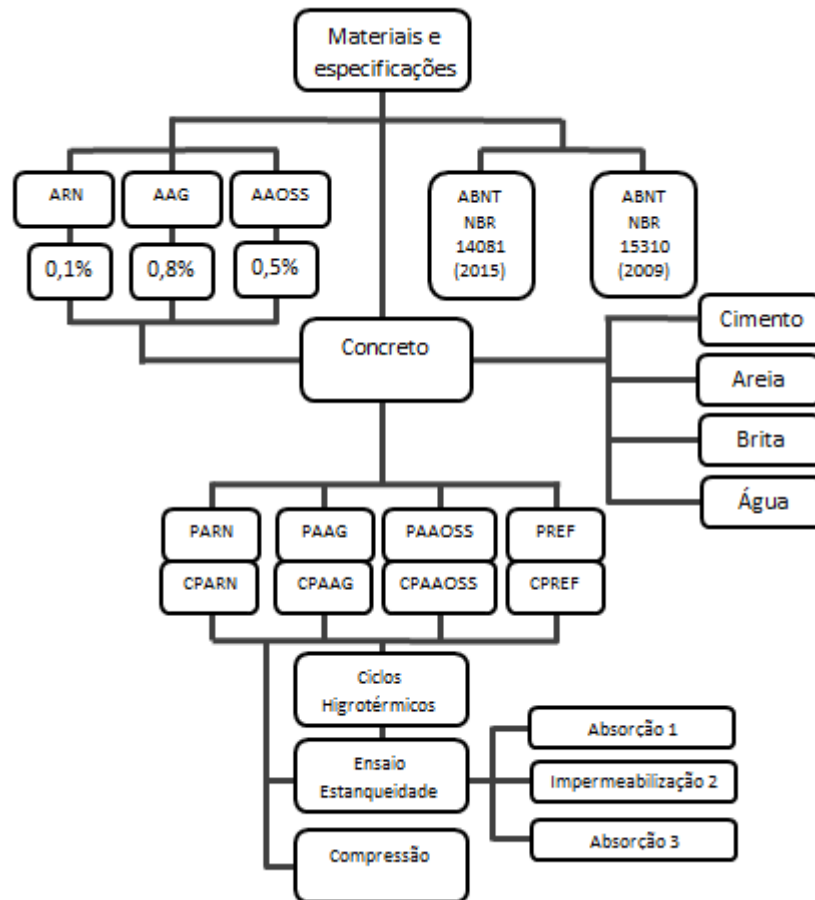 Materiais e
especificações
ARN
AAG
AAOSS
0,1%
0,8%
0,5%
ABNT
NBR
14081
(2015)
ABNT
NBR
15310
(2009)
Concreto
Cimento
Areia
Brita
Água
PARN
PAAG
PAAOSS
PREF
CPARN
CPAAG
CPAAOSS
CPREF
Ciclos
Higrotérmicos
Ensaio
Estanqueidade
Compressão
Absorção 1
Impermeabilização 2
Absorção 3